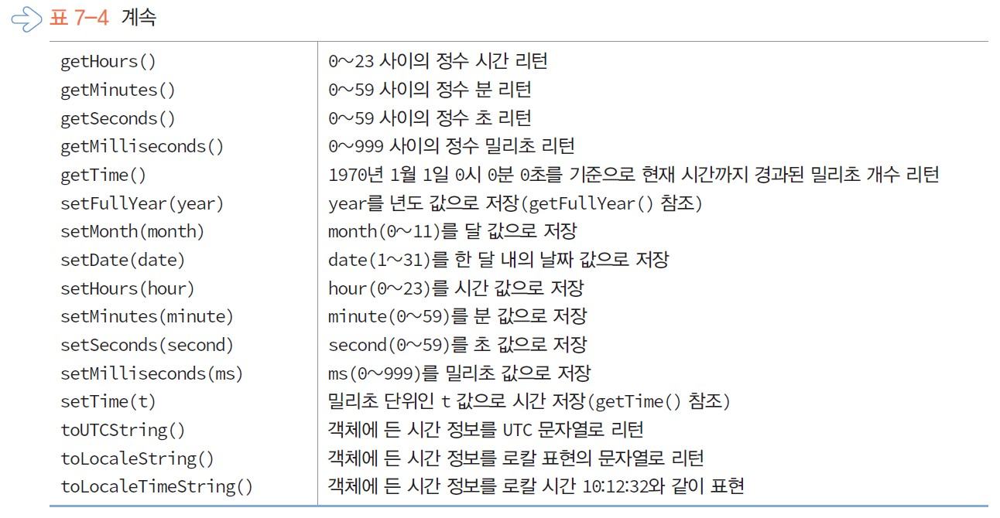 표 7-4 계속
getHours() 0~23 사이의 정수 시간 리턴
getMinutes() 0~59 사이의 정수 분 리턴
getSeconds() 0~59 사이의 정수 초 리턴
getMilliseconds() 0~999 사이의 정수 밀리초 리턴
getTime() 1970년 1월 1일 0시 0분 0초를 기준으로 현재 시간까지 경과된 밀리초 개수 리턴
setFullYear(year) year를 년도 값으로 저장(getFullYear() 참조)
setMonth(month) month(0~11)를 달 값으로 저장
setDate(date) date(1~31)를 한 달 내의 날짜 값으로 저장
setHours(hour) hour(0~23)를 시간 값으로 저장
setMinutes(minute) minute(0~59)를 분 값으로 저장
setSeconds(second) second(0~59)를 초 값으로 저장
setMilliseconds(ms) ms(0~999)를 밀리초 값으로 저장
setTime(t) 밀리초 단위인 t 값으로 시간 저장(getTime() 참조)
toUTCString() 객체에 든 시간 정보를 UTC 문자열로 리턴
toLocaleString() 객체에 든 시간 정보를 로칼 표현의 문자열로 리턴
toLocaleTimeString() 객체에 든 시간 정보를 로칼 시간 10:12:32와 같이 표현